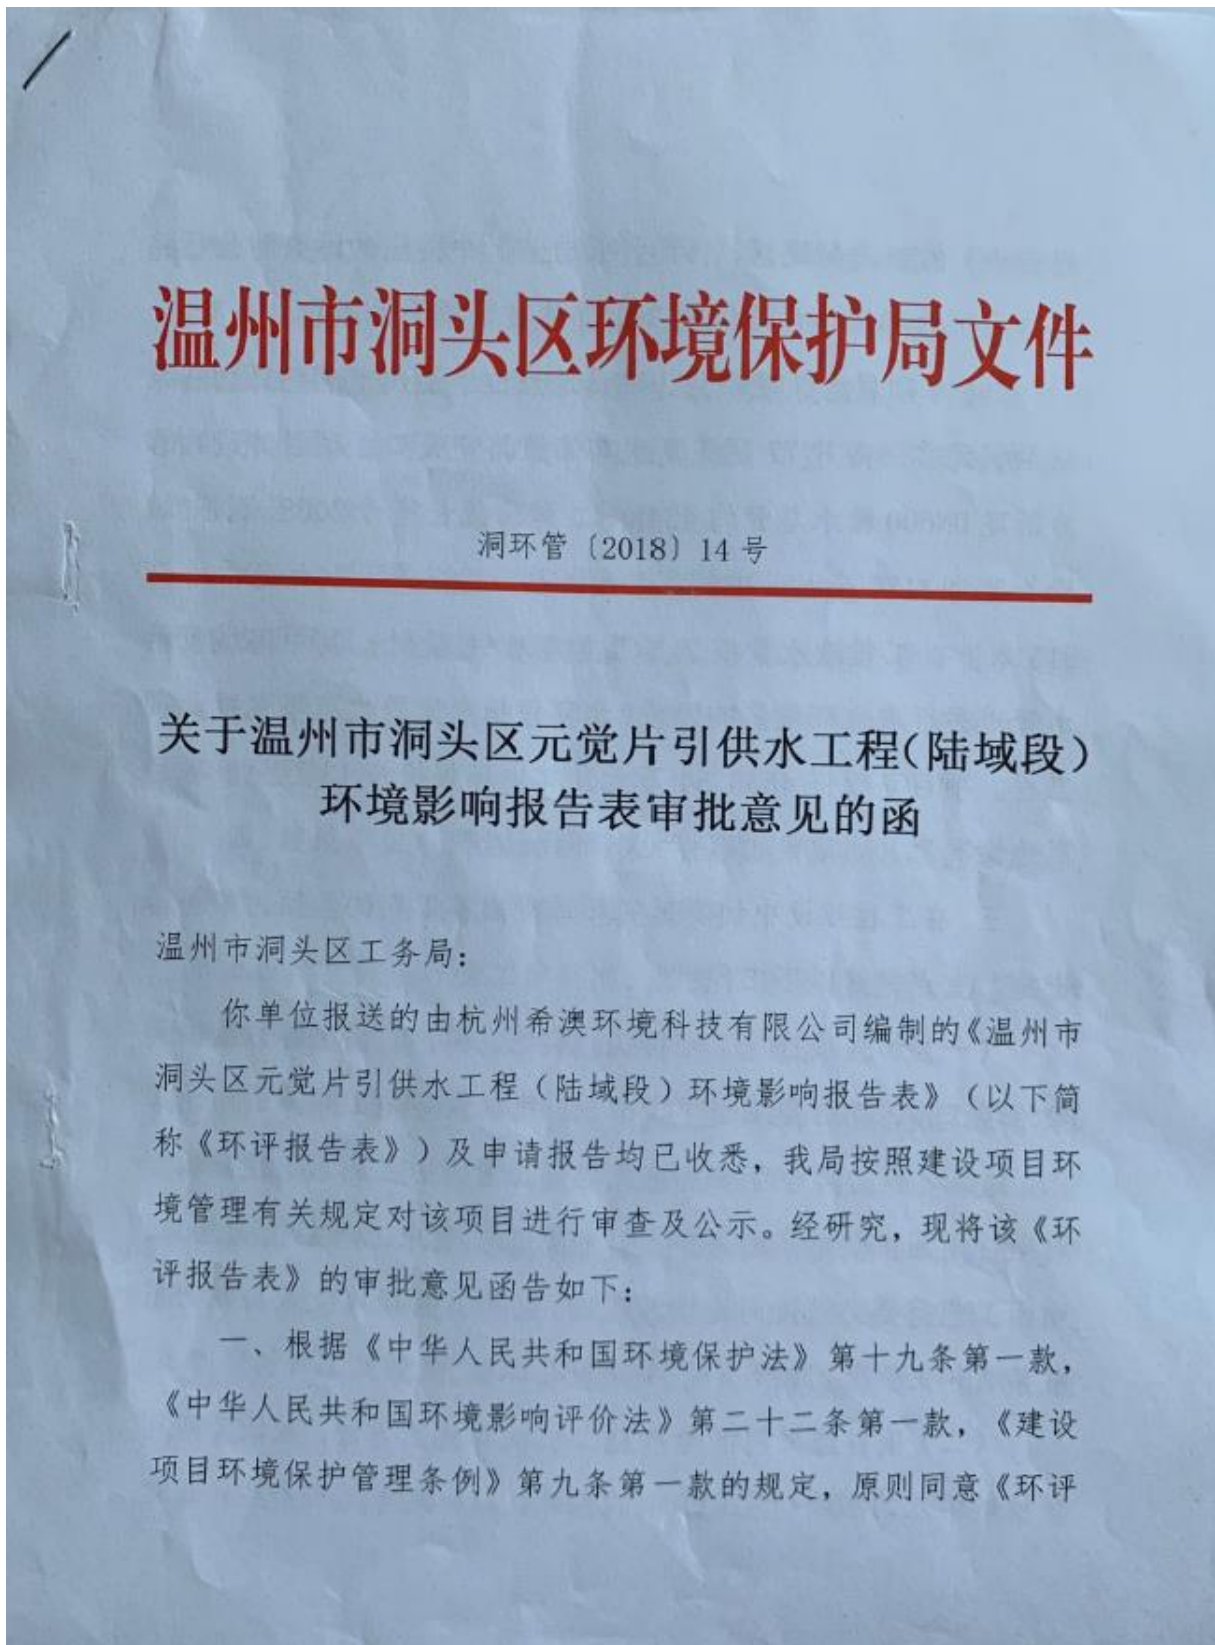 温州市洞头区环境保护局文件
洞环管〔2018〕14 号
关于温州市洞头区元觉片引供水工程（陆域段）
环境影响报告表审批意见的函
温州市洞头区工务局：
你单位报送的由杭州希澳环境科技有限公司编制的《温州市
洞头区元觉片引供水工程（陆域段）环境影响报告表》（以下简
称《环评报告表》）及申请报告均已收悉，我局按照建设项目环
境管理有关规定对该项目进行审查及公示。经研究，现将该《环
评报告表》的审批意见函告如下：
一、根据《中华人民共和国环境保护法》第十九条第一款，
《中华人民共和国环境影响评价法》第二十二条第一款，《建设
项目环境保护管理条例》第九条第一款的规定，原则同意《环评